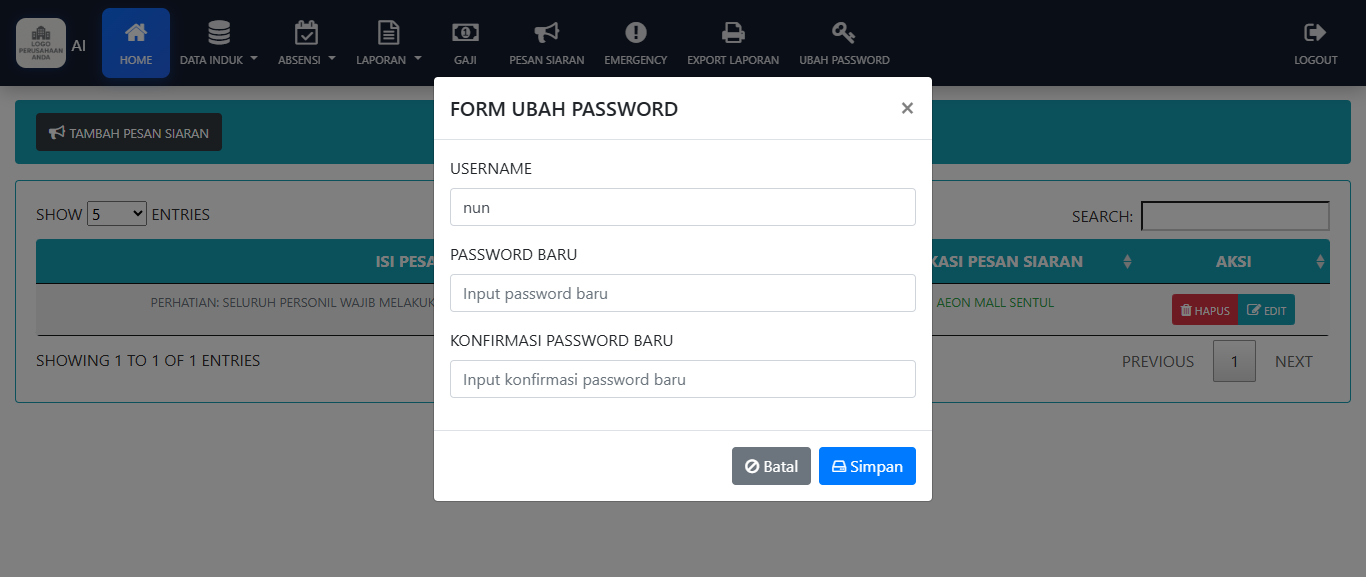 LOGO
PERUSAHAAN
ANDA
AI
HOME
DATA INDUK
ABSENSI
LAPORAN
GAJI
PESAN SIARAN
EMERGENCY
EXPORT LAPORAN
UBAH PASSWORD
LOGOUT
TAMBAH PESAN SIARAN
SHOW 5 ENTRIES
SEARCH:
ISI PESA
KASI PESAN SIARAN
AKSI
PERHATIAN: SELURUH PERSONIL WAJIB MELAKUK
AEON MALL SENTUL
HAPUS
EDIT
SHOWING 1 TO 1 OF 1 ENTRIES
PREVIOUS
1
NEXT
FORM UBAH PASSWORD
×
USERNAME
nun
PASSWORD BARU
Input password baru
KONFIRMASI PASSWORD BARU
Input konfirmasi password baru
Batal
Simpan